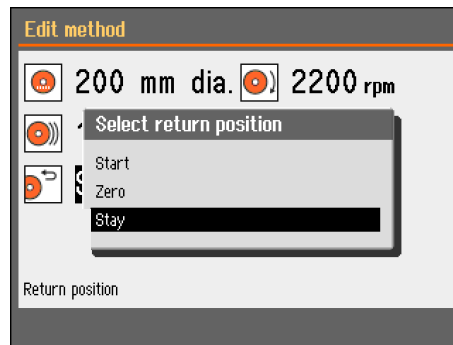 Edit method
200 mm dia. 2200 rpm
Select return position
Start
Zero
Stay
Return position